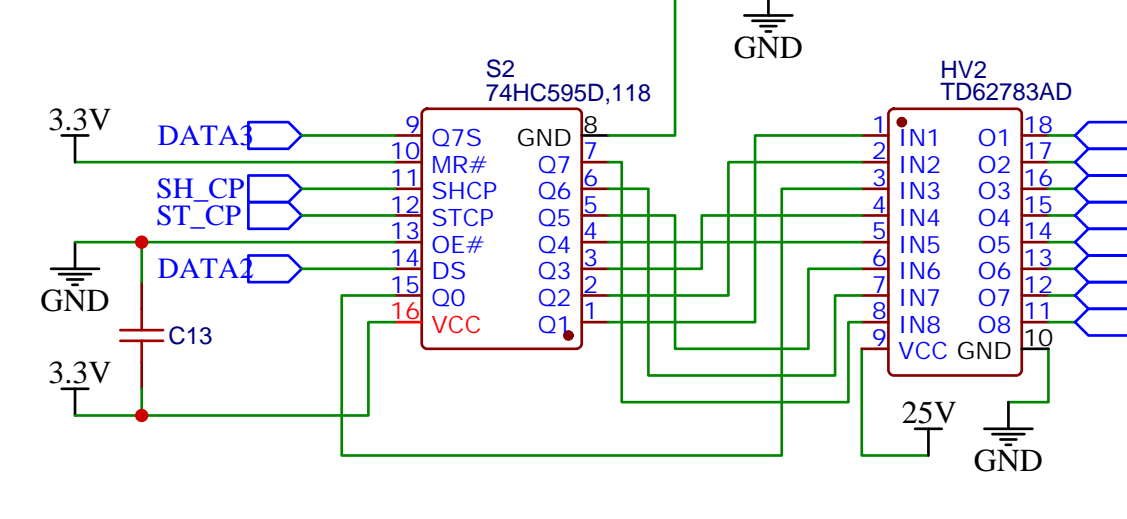 GND
S2
74HC595D,118
HV2
TD62783AD
3.3V
DATA3
9
Q7S
GND
8
10
MR#
Q7
7
SH_CP
11
SHCP
Q6
6
ST_CP
12
STCP
Q5
5
13
OE#
Q4
4
GND
DATA2
14
DS
Q3
3
15
Q0
Q2
2
16
VCC
Q1
1
C13
3.3V
1
IN1
O1
18
2
IN2
O2
17
3
IN3
O3
16
4
IN4
O4
15
5
IN5
O5
14
6
IN6
O6
13
7
IN7
O7
12
8
IN8
O8
11
9
VCC
GND
10
25V
GND